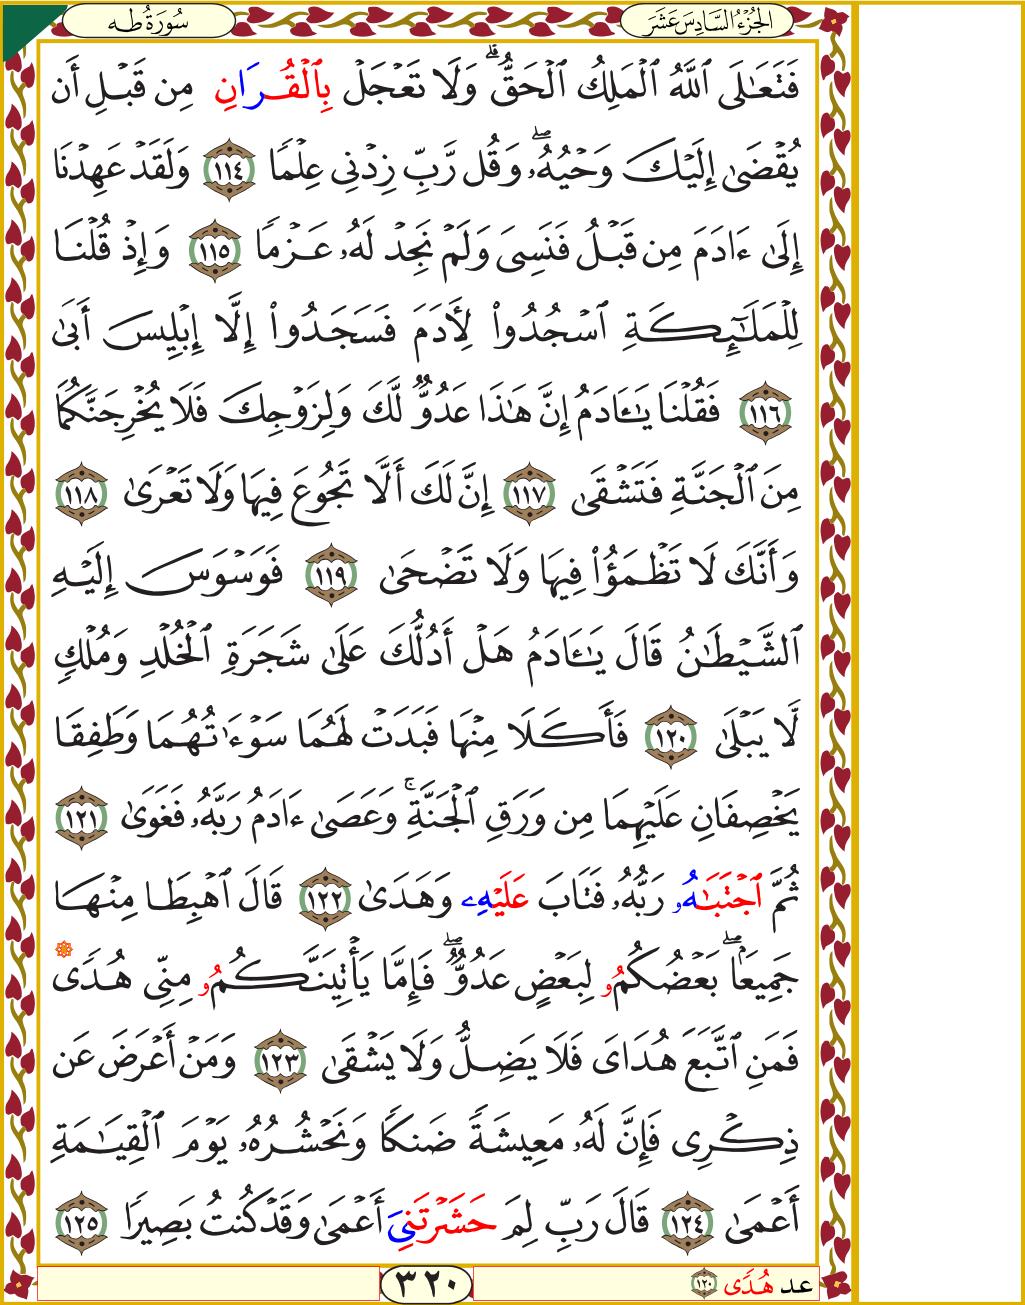 الجُزْءُ السَّادِسَ عَشَرَ
سُورَةُ طه
فَتَعَٰلَى ٱللَّهُ ٱلْمَلِكُ ٱلْحَقُّ ۗ وَلَا تَعْجَلْ بِٱلْقُرَانِ مِن قَبْلِ أَن
يُقْضَىٰ إِلَيْكَ وَحْيُهُۥ ۖ وَقُل رَّبِّ زِدْنِى عِلْمًا ١١٤ وَلَقَدْ عَهِدْنَا
إِلَىٰ ءَادَمَ مِن قَبْلُ فَنَسِىَ وَلَمْ نَجِدْ لَهُۥ عَزْمًا ١١٥ وَإِذْ قُلْنَا
لِلْمَلَٰٓئِكَةِ ٱسْجُدُوا۟ لِأَدَمَ فَسَجَدُوا۟ إِلَّا إِبْلِيسَ أَبَىٰ
١١٦ فَقُلْنَا يَٰـَٔادَمُ إِنَّ هَٰذَا عَدُوٌّ لَّكَ وَلِزَوْجِكَ فَلَا يُخْرِجَنَّكُمَا
مِنَ ٱلْجَنَّةِ فَتَشْقَىٰ ١١٧ إِنَّ لَكَ أَلَّا تَجُوعَ فِيهَا وَلَا تَعْرَىٰ ١١٨
وَأَنَّكَ لَا تَظْمَؤُا۟ فِيهَا وَلَا تَضْحَىٰ ١١٩ فَوَسْوَسَ إِلَيْهِ
ٱلشَّيْطَٰنُ قَالَ يَٰـَٔادَمُ هَلْ أَدُلُّكَ عَلَىٰ شَجَرَةِ ٱلْخُلْدِ وَمُلْكٍ
لَّا يَبْلَىٰ ١٢٠ فَأَكَلَا مِنْهَا فَبَدَتْ لَهُمَا سَوْءَٰتُهُمَا وَطَفِقَا
يَخْصِفَانِ عَلَيْهِمَا مِن وَرَقِ ٱلْجَنَّةِ ۚ وَعَصَىٰ ءَادَمُ رَبَّهُۥ فَغَوَىٰ ١٢١
ثُمَّ ٱجْتَبَٰهُۥ رَبُّهُۥ فَتَابَ عَلَيْهِۦ وَهَدَىٰ ١٢٢ قَالَ ٱهْبِطَا مِنْهَا
جَمِيعًۢا ۖ بَعْضُكُمُۥ لِبَعْضٍ عَدُوٌّ ۖ فَإِمَّا يَأْتِيَنَّكُمُۥ مِنِّى هُدًى
فَمَنِ ٱتَّبَعَ هُدَاىَ فَلَا يَضِلُّ وَلَا يَشْقَىٰ ١٢٣ وَمَنْ أَعْرَضَ عَن
ذِكْرِى فَإِنَّ لَهُۥ مَعِيشَةً ضَنكًا وَنَحْشُرُهُۥ يَوْمَ ٱلْقِيَٰمَةِ
أَعْمَىٰ ١٢٤ قَالَ رَبِّ لِمَ حَشَرْتَنِىَ أَعْمَىٰ وَقَدْ كُنتُ بَصِيرًا ١٢٥
عد هُدًى ١٢٠
٣٢٠